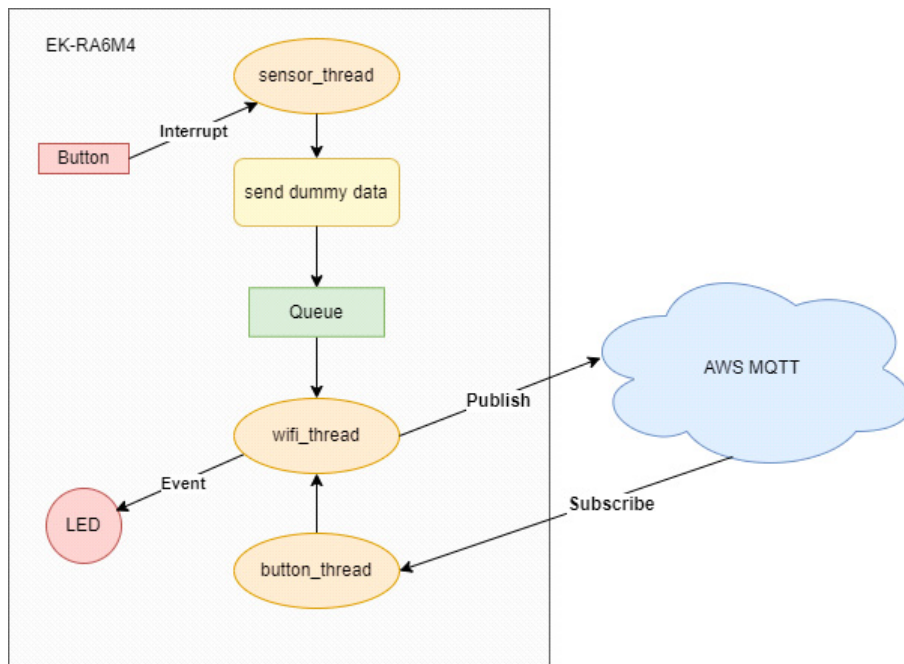 EK-RA6M4
sensor_thread
Interrupt
Button
send dummy data
Queue
AWS MQTT
Publish
wifi_thread
Event
Subscribe
LED
button_thread